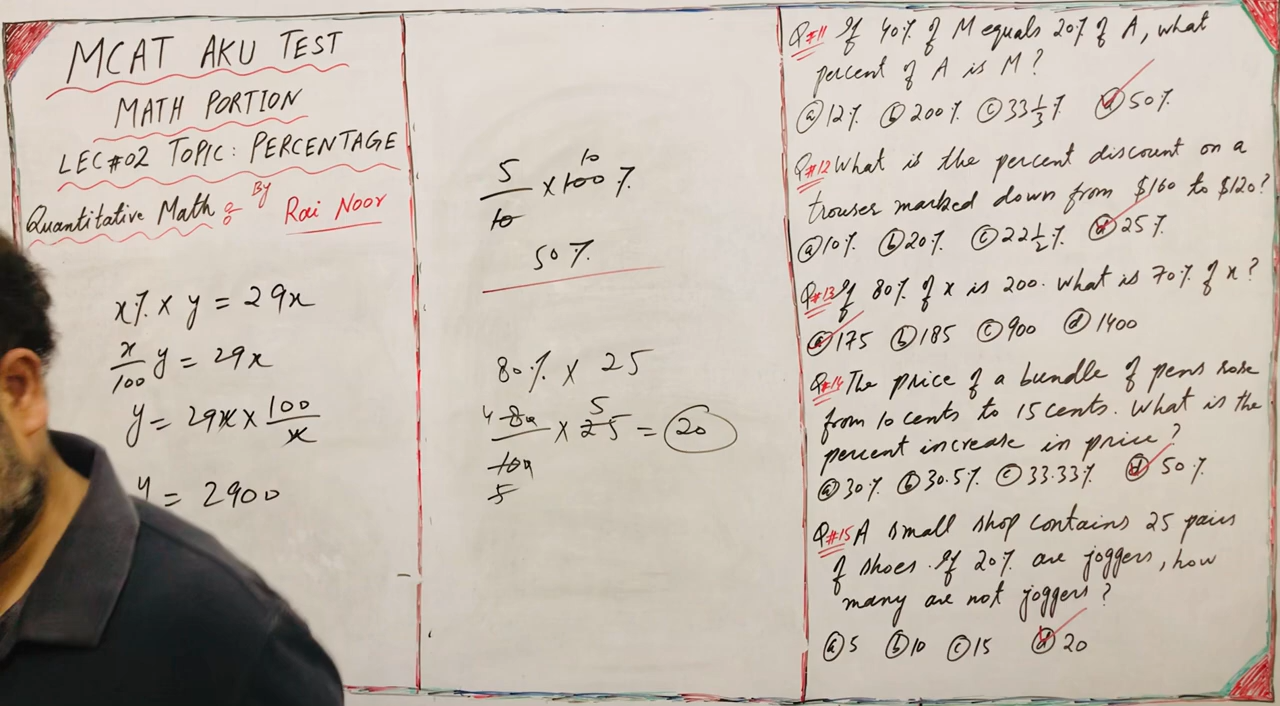 MCAT AKU TEST
MATH PORTION
LEC#02 TOPIC: PERCENTAGE
Quantitative Math : By Rai Noor
x% × y = 29x
x/100 y = 29x
y = 29x × 100/x
y = 2900
5/10 × 100 %
10
50%
80% × 25
4 80/100 × 25 = 20
5
5
Q#11 If 40% of M equals 20% of A, what
percent of A is M?
(a) 12% (b) 200% (c) 33 1/3 % (d) 50%
Q#12 What is the percent discount on a
trouser marked down from $160 to $120?
(a) 10% (b) 20% (c) 22 1/2 % (d) 25%
Q#13 If 80% of x is 200. What is 70% of x?
(a) 175 (b) 185 (c) 900 (d) 1400
Q#14 The price of a bundle of pens rose
from 10 cents to 15 cents. What is the
percent increase in price?
(a) 30% (b) 30.5% (c) 33.33% (d) 50%
Q#15 A small shop contains 25 pairs
of shoes. If 20% are joggers, how
many are not joggers?
(a) 5 (b) 10 (c) 15 (d) 20